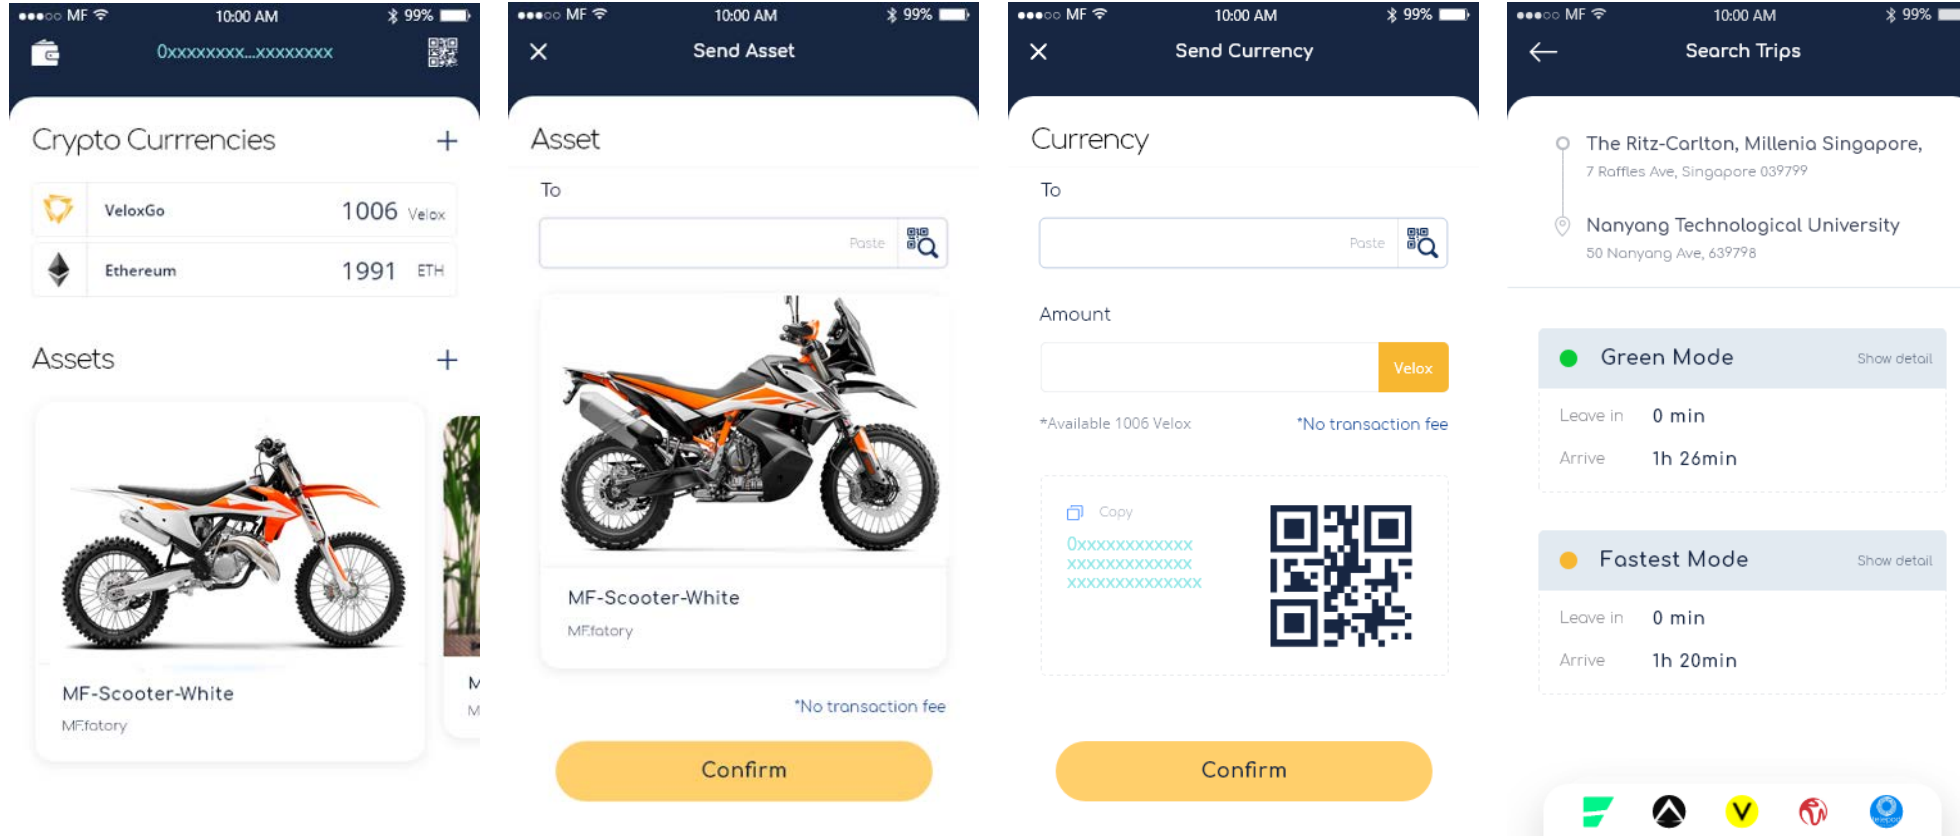 MF 10:00 AM 99%
0xxxxxxxx...xxxxxxxx
Crypto Currrencies
VeloxGo 1006 Velox
Ethereum 1991 ETH
Assets
MF-Scooter-White
MF.fatory
M
M
MF 10:00 AM 99%
Send Asset
Asset
To
Paste
MF-Scooter-White
MF.fatory
*No transaction fee
Confirm
MF 10:00 AM 99%
Send Currency
Currency
To
Paste
Amount
Velox
*Available 1006 Velox *No transaction fee
Copy
0xxxxxxxxxxxx
xxxxxxxxxxxxx
xxxxxxxxxxxxxx
Confirm
MF 10:00 AM 99%
Search Trips
The Ritz-Carlton, Millenia Singapore,
7 Raffles Ave, Singapore 039799
Nanyang Technological University
50 Nanyang Ave, 639798
Green Mode Show detail
Leave in 0 min
Arrive 1h 26min
Fastest Mode Show detail
Leave in 0 min
Arrive 1h 20min
V